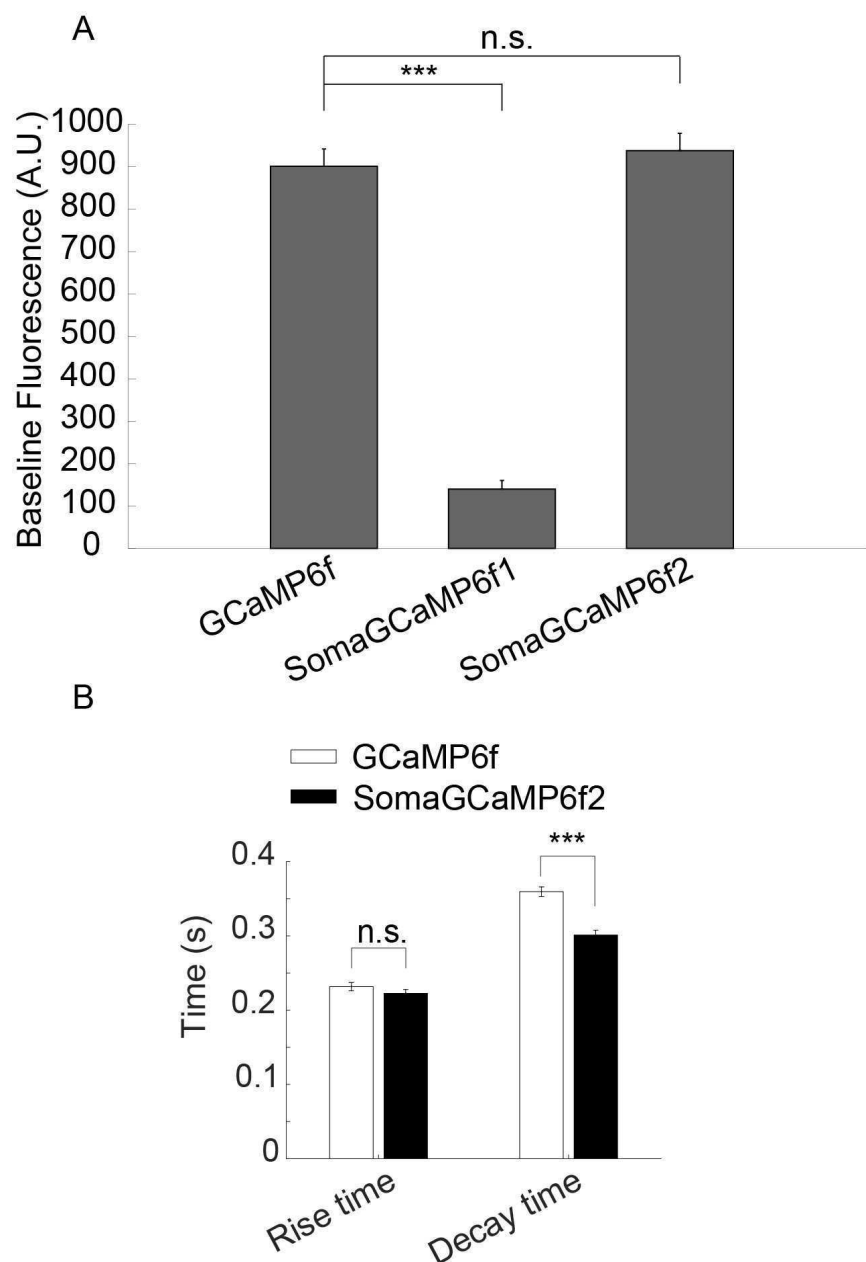 A
n.s.
***
1000
900
800
700
600
500
400
300
200
100
0
Baseline Fluorescence (A.U.)
GCaMP6f
SomaGCaMP6f1
SomaGCaMP6f2
B
GCaMP6f
SomaGCaMP6f2
***
n.s.
0.4
0.3
0.2
0.1
0
Time (s)
Rise time
Decay time